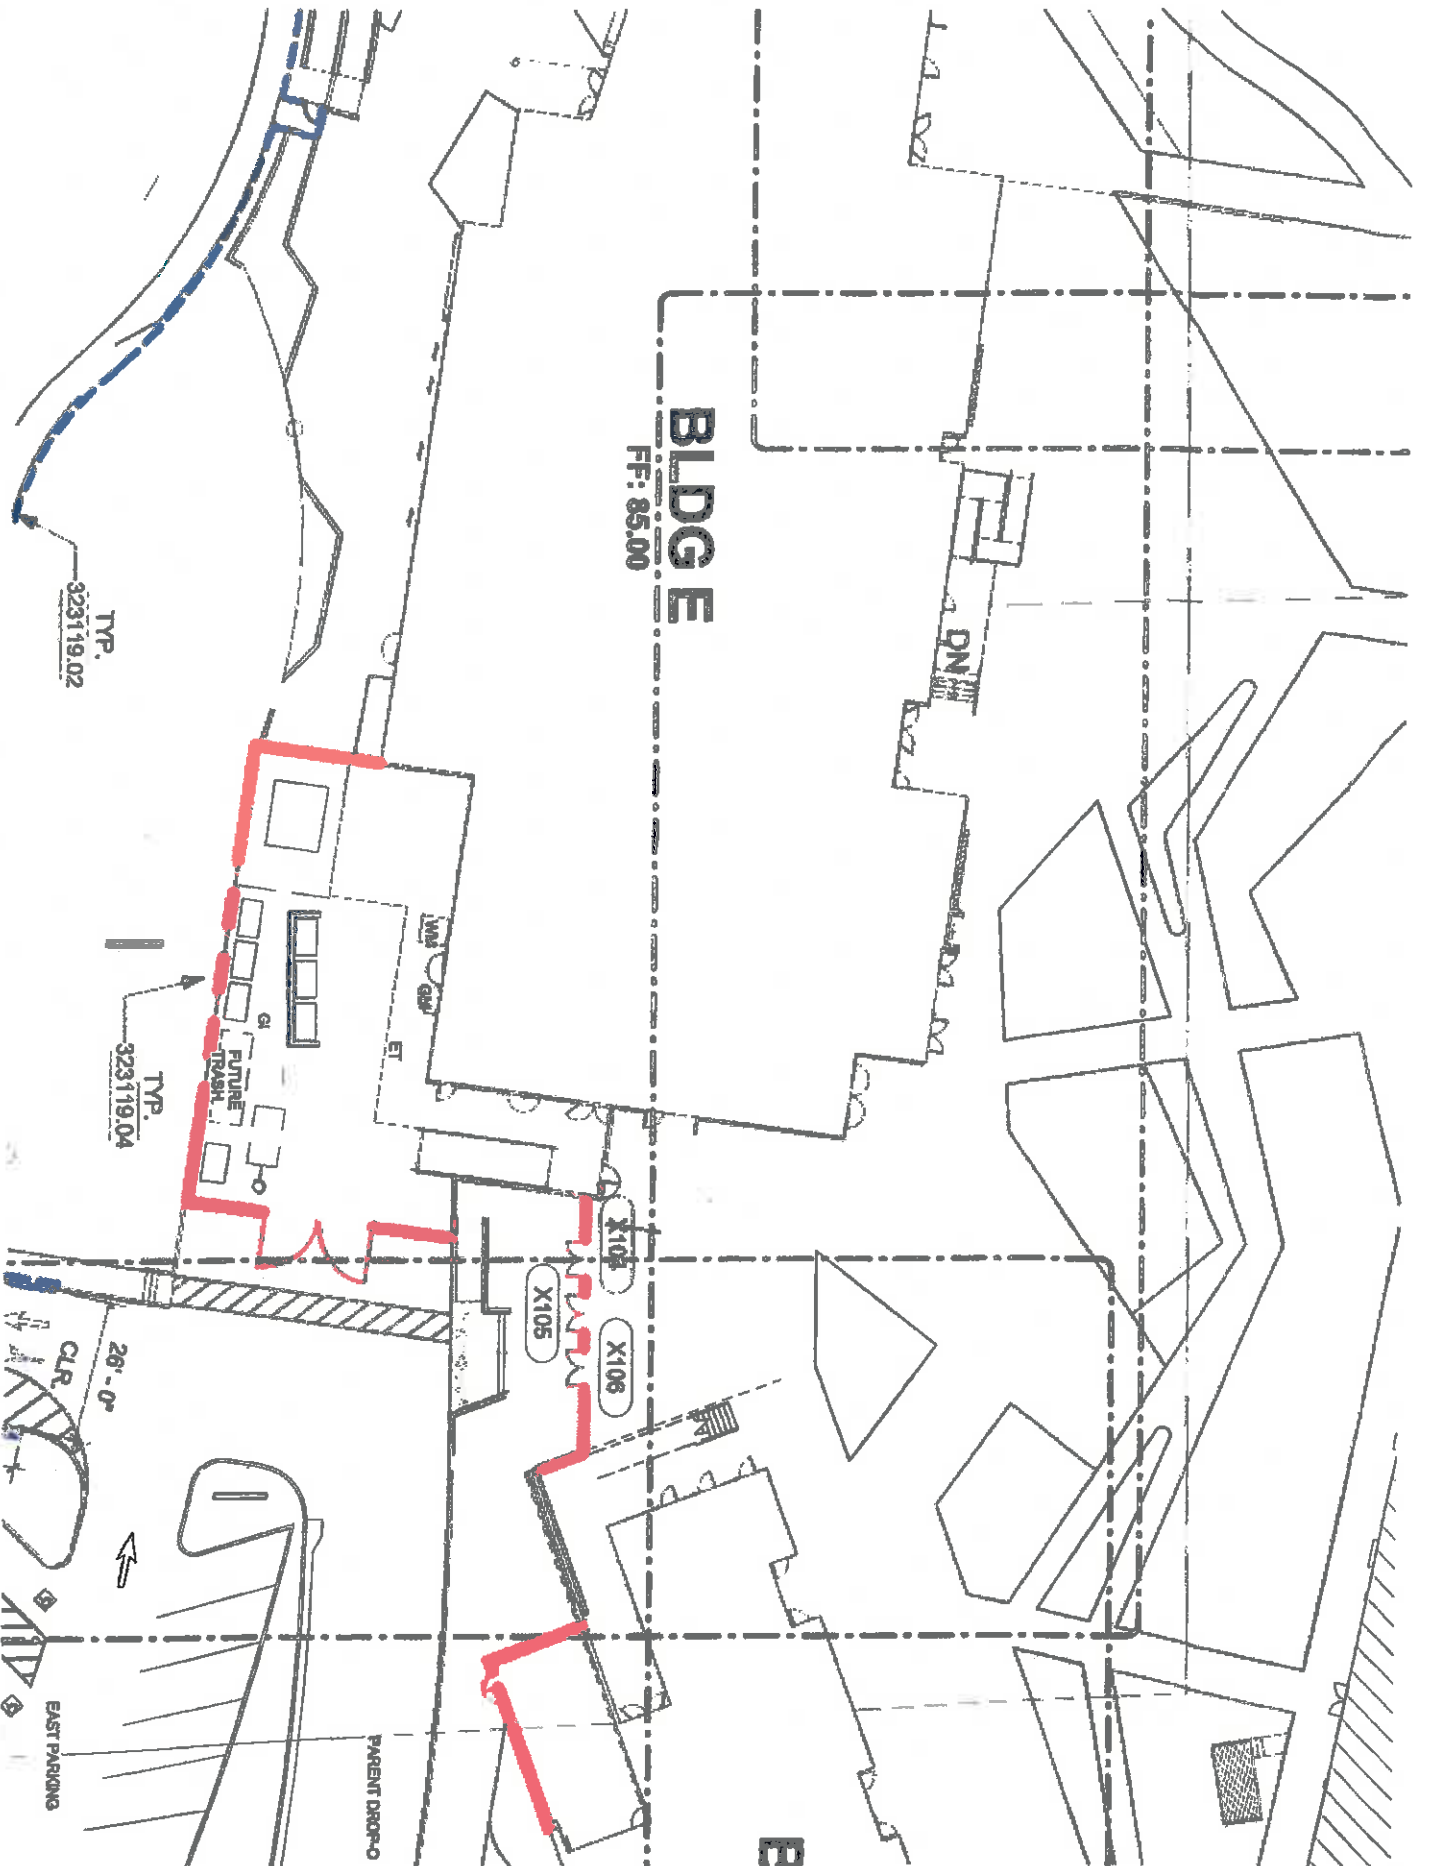 BLDG E
FF: 85.00
DN
TYP.
323119.02
WM
GM
ET
GI
FUTURE
TRASH
TYP.
323119.04
X104
X105
X106
26'-0"
CLR.
EAST PARKING
PARENT DROP-O